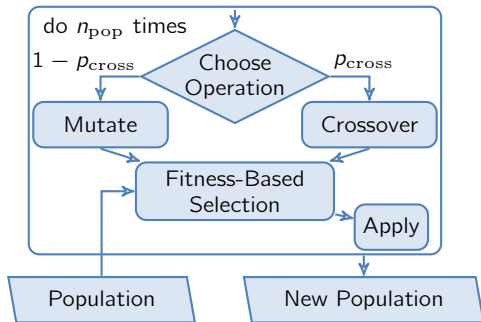 do n_pop times
1 − p_cross
p_cross
Choose
Operation
Mutate
Crossover
Fitness-Based
Selection
Apply
Population
New Population